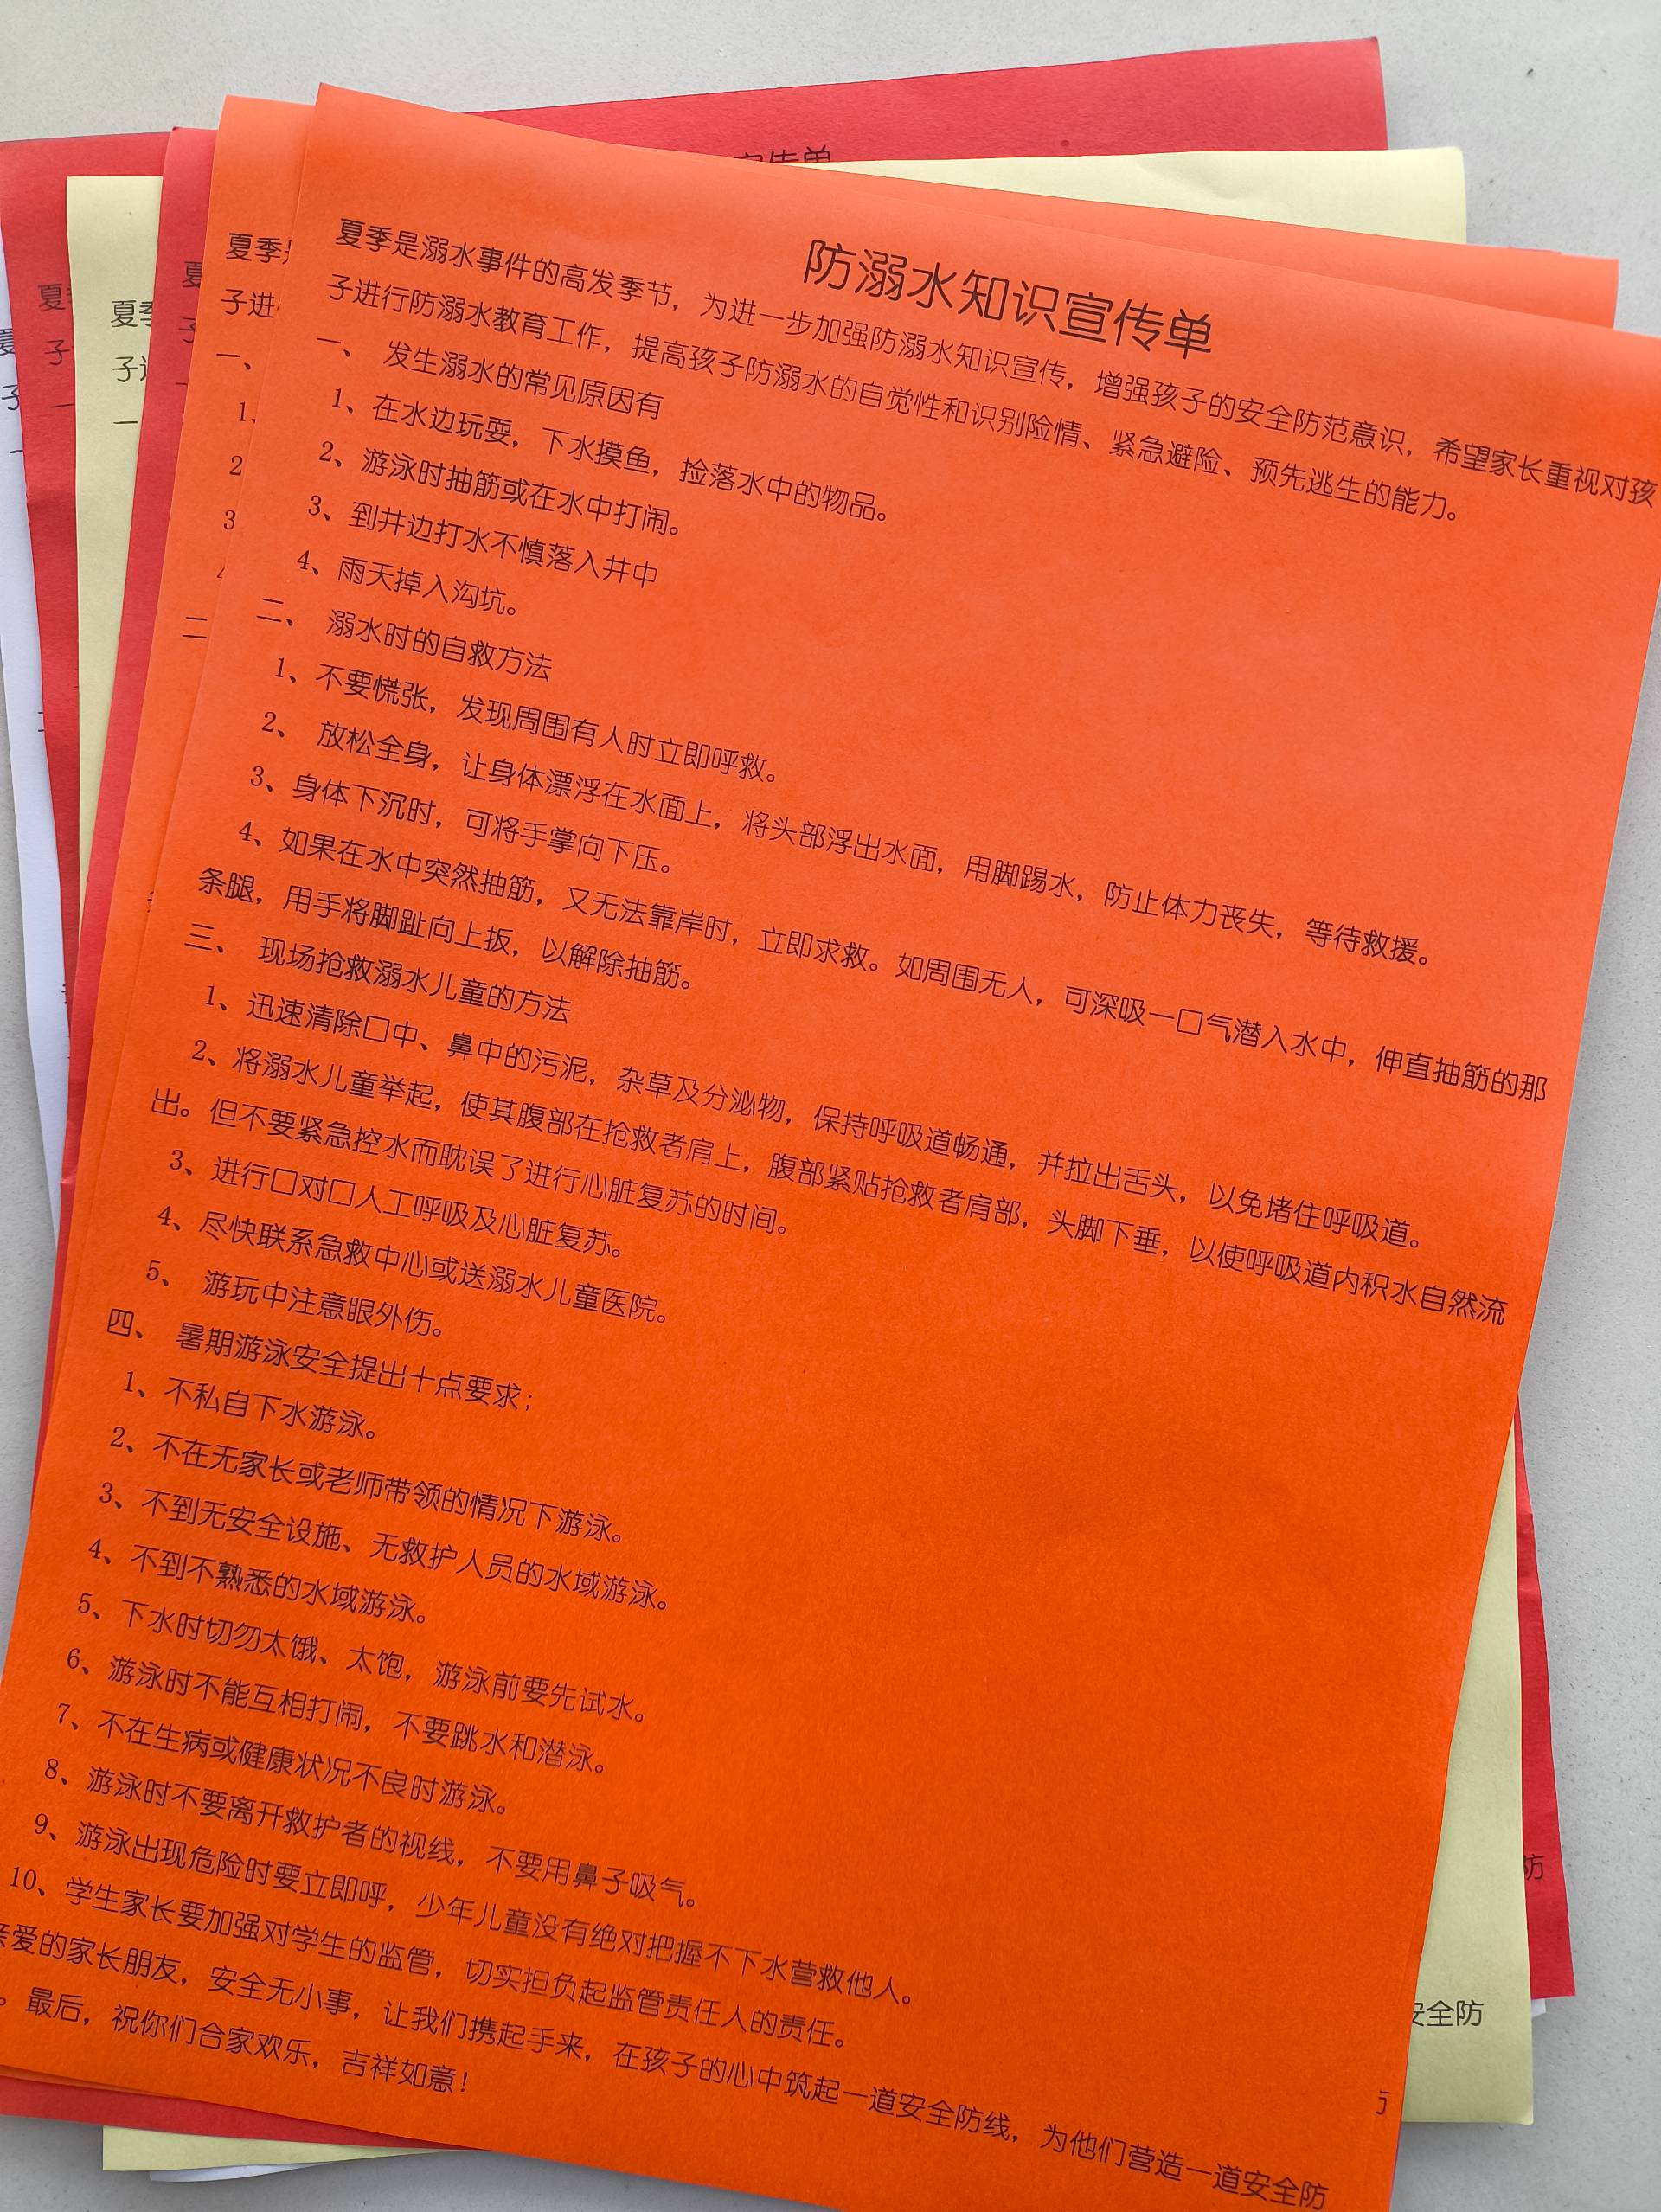 防溺水知识宣传单
夏季是溺水事件的高发季节，为进一步加强防溺水知识宣传，增强孩子的安全防范意识，希望家长重视对孩
子进行防溺水教育工作，提高孩子防溺水的自觉性和识别险情、紧急避险、预先逃生的能力。
一、 发生溺水的常见原因有
1、在水边玩耍，下水摸鱼，捡落水中的物品。
2、游泳时抽筋或在水中打闹。
3、到井边打水不慎落入井中
4、雨天掉入沟坑。
二、 溺水时的自救方法
1、不要慌张，发现周围有人时立即呼救。
2、 放松全身，让身体漂浮在水面上，将头部浮出水面，用脚踢水，防止体力丧失，等待救援。
3、身体下沉时，可将手掌向下压。
4、如果在水中突然抽筋，又无法靠岸时，立即求救。如周围无人，可深吸一口气潜入水中，伸直抽筋的那
条腿，用手将脚趾向上扳，以解除抽筋。
三、 现场抢救溺水儿童的方法
1、迅速清除口中、鼻中的污泥，杂草及分泌物，保持呼吸道畅通，并拉出舌头，以免堵住呼吸道。
2、将溺水儿童举起，使其腹部在抢救者肩上，腹部紧贴抢救者肩部，头脚下垂，以使呼吸道内积水自然流
出。但不要紧急控水而耽误了进行心脏复苏的时间。
3、进行口对口人工呼吸及心脏复苏。
4、尽快联系急救中心或送溺水儿童医院。
5、 游玩中注意眼外伤。
四、 暑期游泳安全提出十点要求；
1、不私自下水游泳。
2、不在无家长或老师带领的情况下游泳。
3、不到无安全设施、无救护人员的水域游泳。
4、不到不熟悉的水域游泳。
5、下水时切勿太饿、太饱，游泳前要先试水。
6、游泳时不能互相打闹，不要跳水和潜泳。
7、不在生病或健康状况不良时游泳。
8、游泳时不要离开救护者的视线，不要用鼻子吸气。
9、游泳出现危险时要立即呼，少年儿童没有绝对把握不下水营救他人。
10、学生家长要加强对学生的监管，切实担负起监管责任人的责任。
亲爱的家长朋友，安全无小事，让我们携起手来，在孩子的心中筑起一道安全防线，为他们营造一道安全防
。最后，祝你们合家欢乐，吉祥如意！
宣传单
夏季是
子进
一、
1、
2
3
二
夏
子
一
夏季
子
一
防
安全防